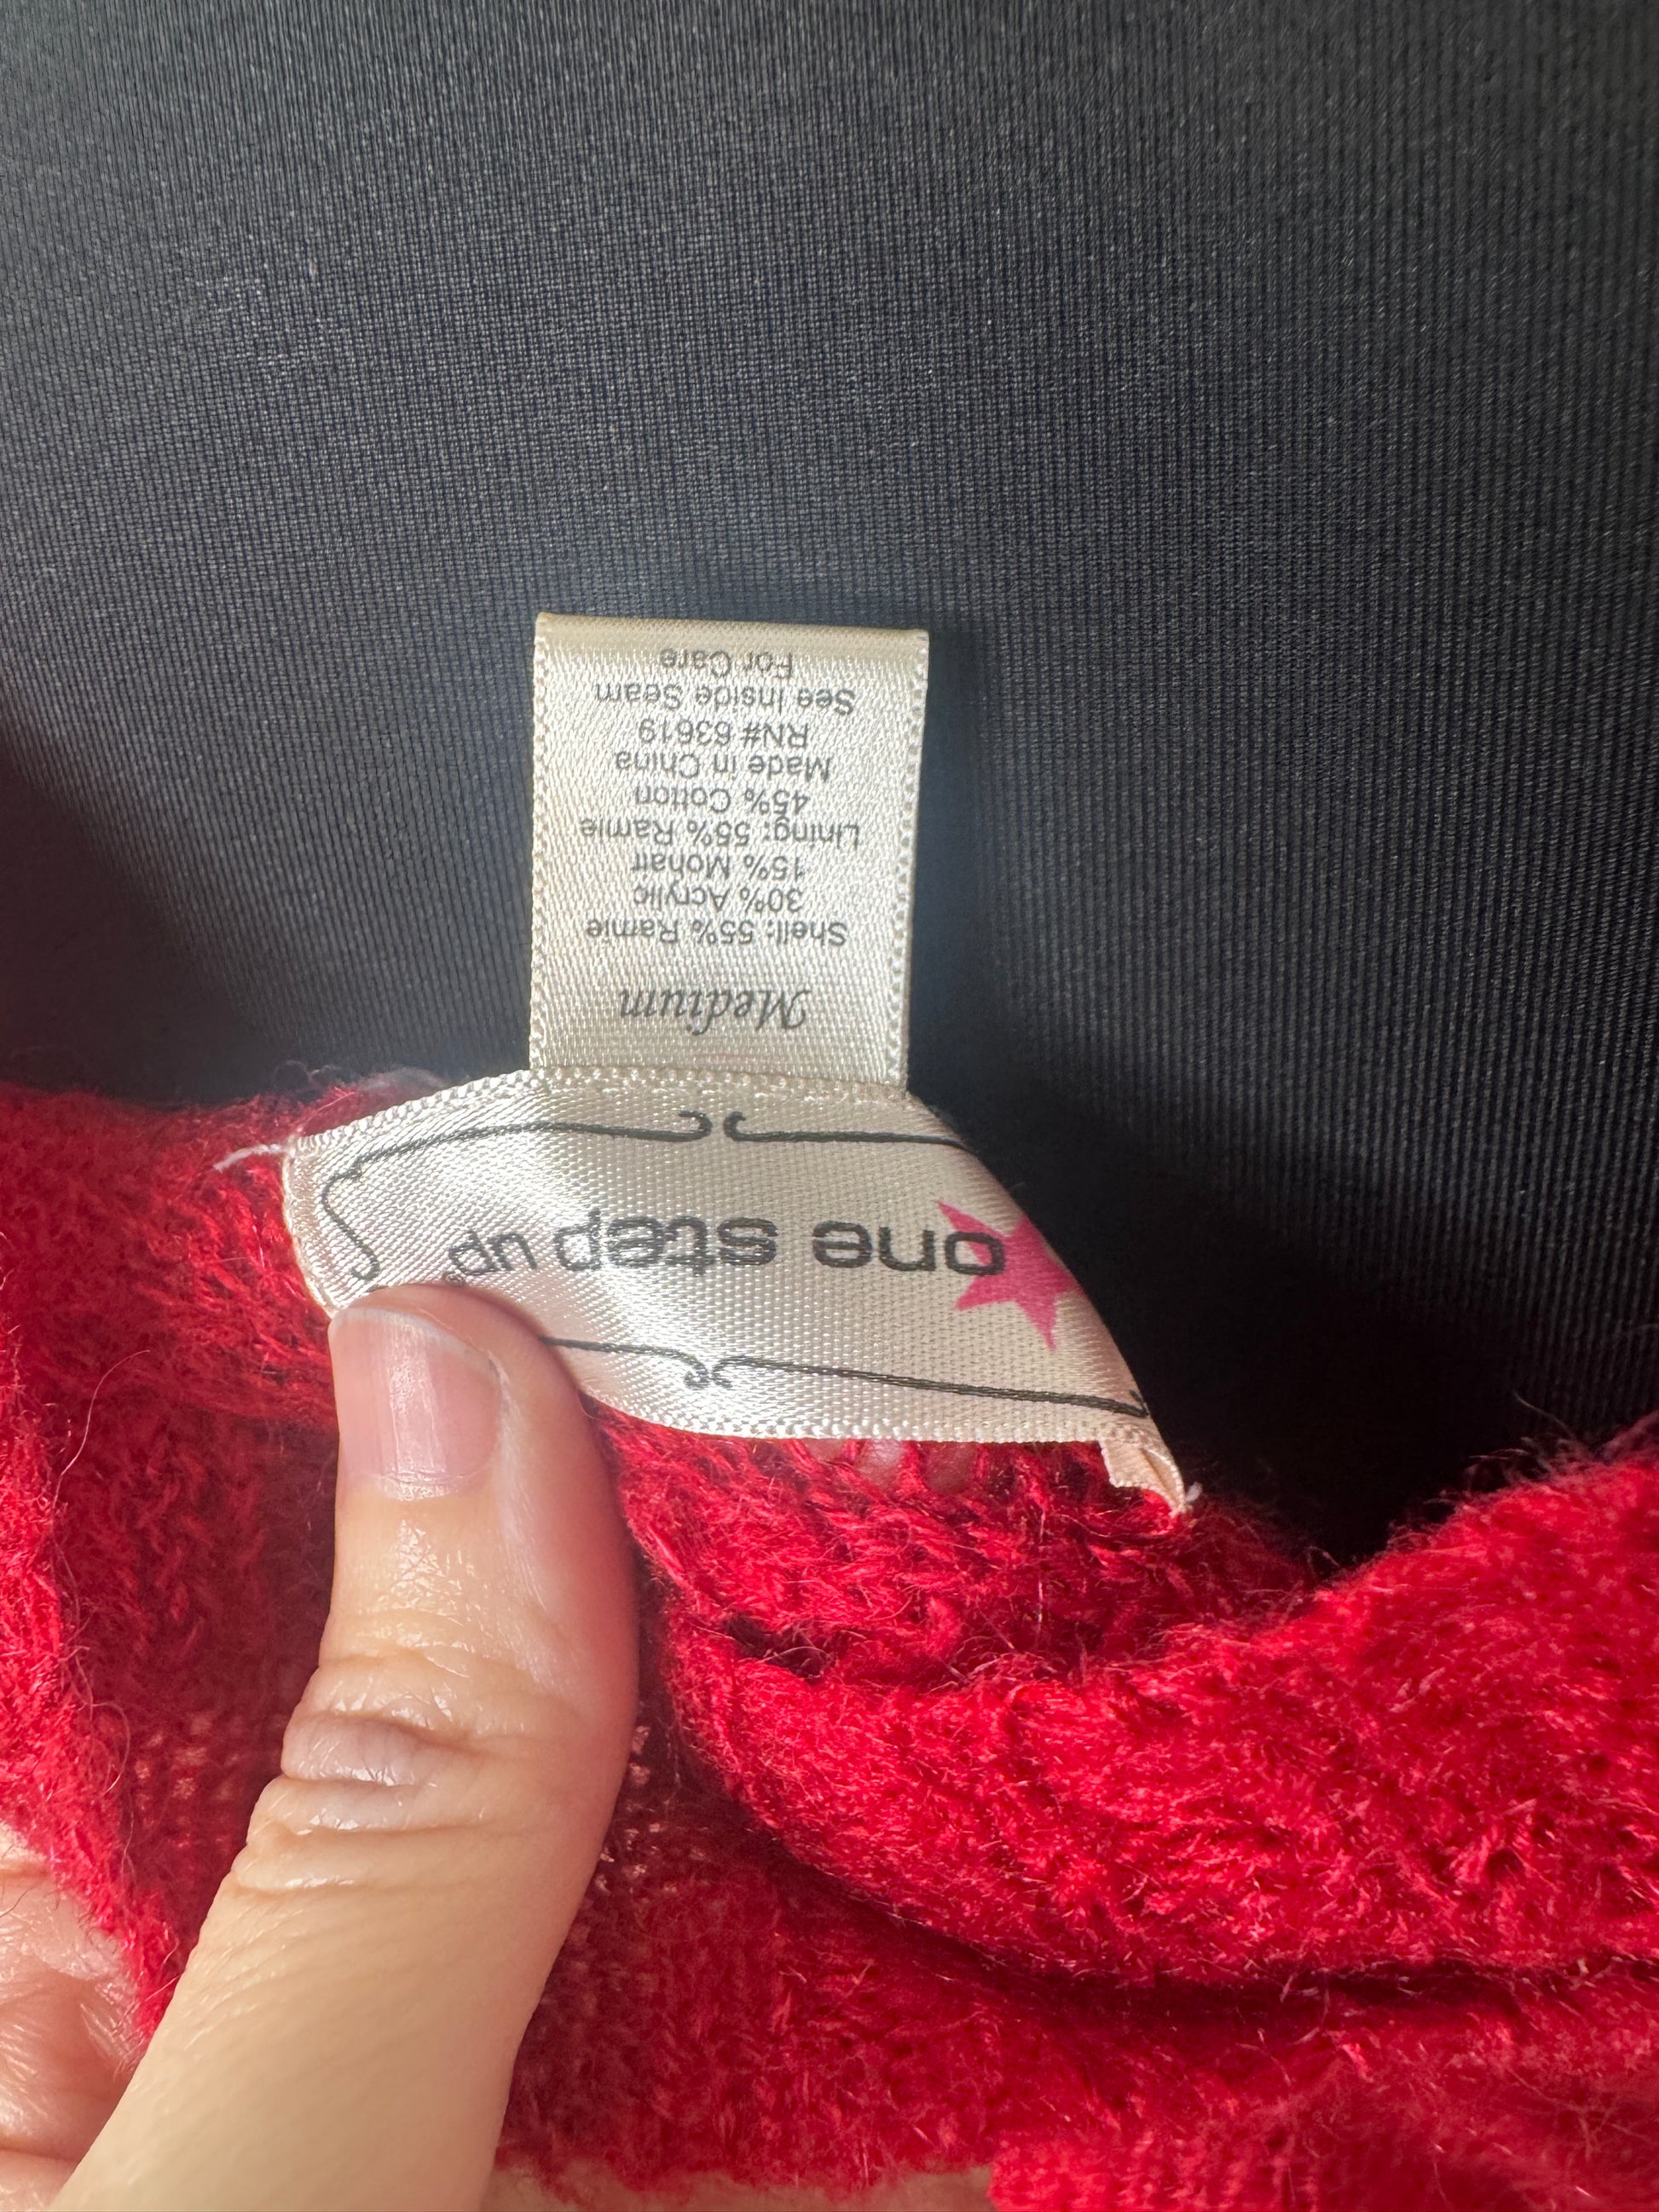 one step up®
Medium
Shell: 55% Ramie
30% Acrylic
15% Mohair
Lining: 55% Ramie
45% Cotton
Made in China
RN# 63619
See Inside Seam
For Care